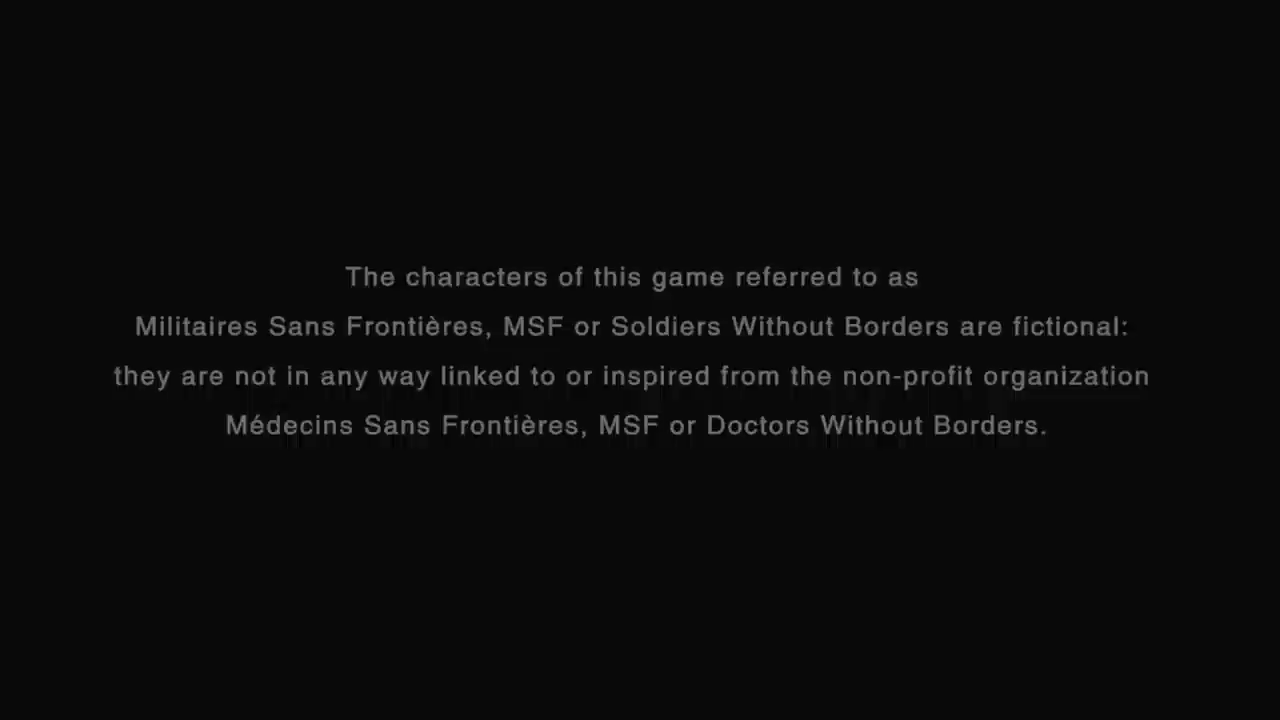 The characters of this game referred to as
Militaires Sans Frontières, MSF or Soldiers Without Borders are fictional:
they are not in any way linked to or inspired from the non-profit organization
Médecins Sans Frontières, MSF or Doctors Without Borders.